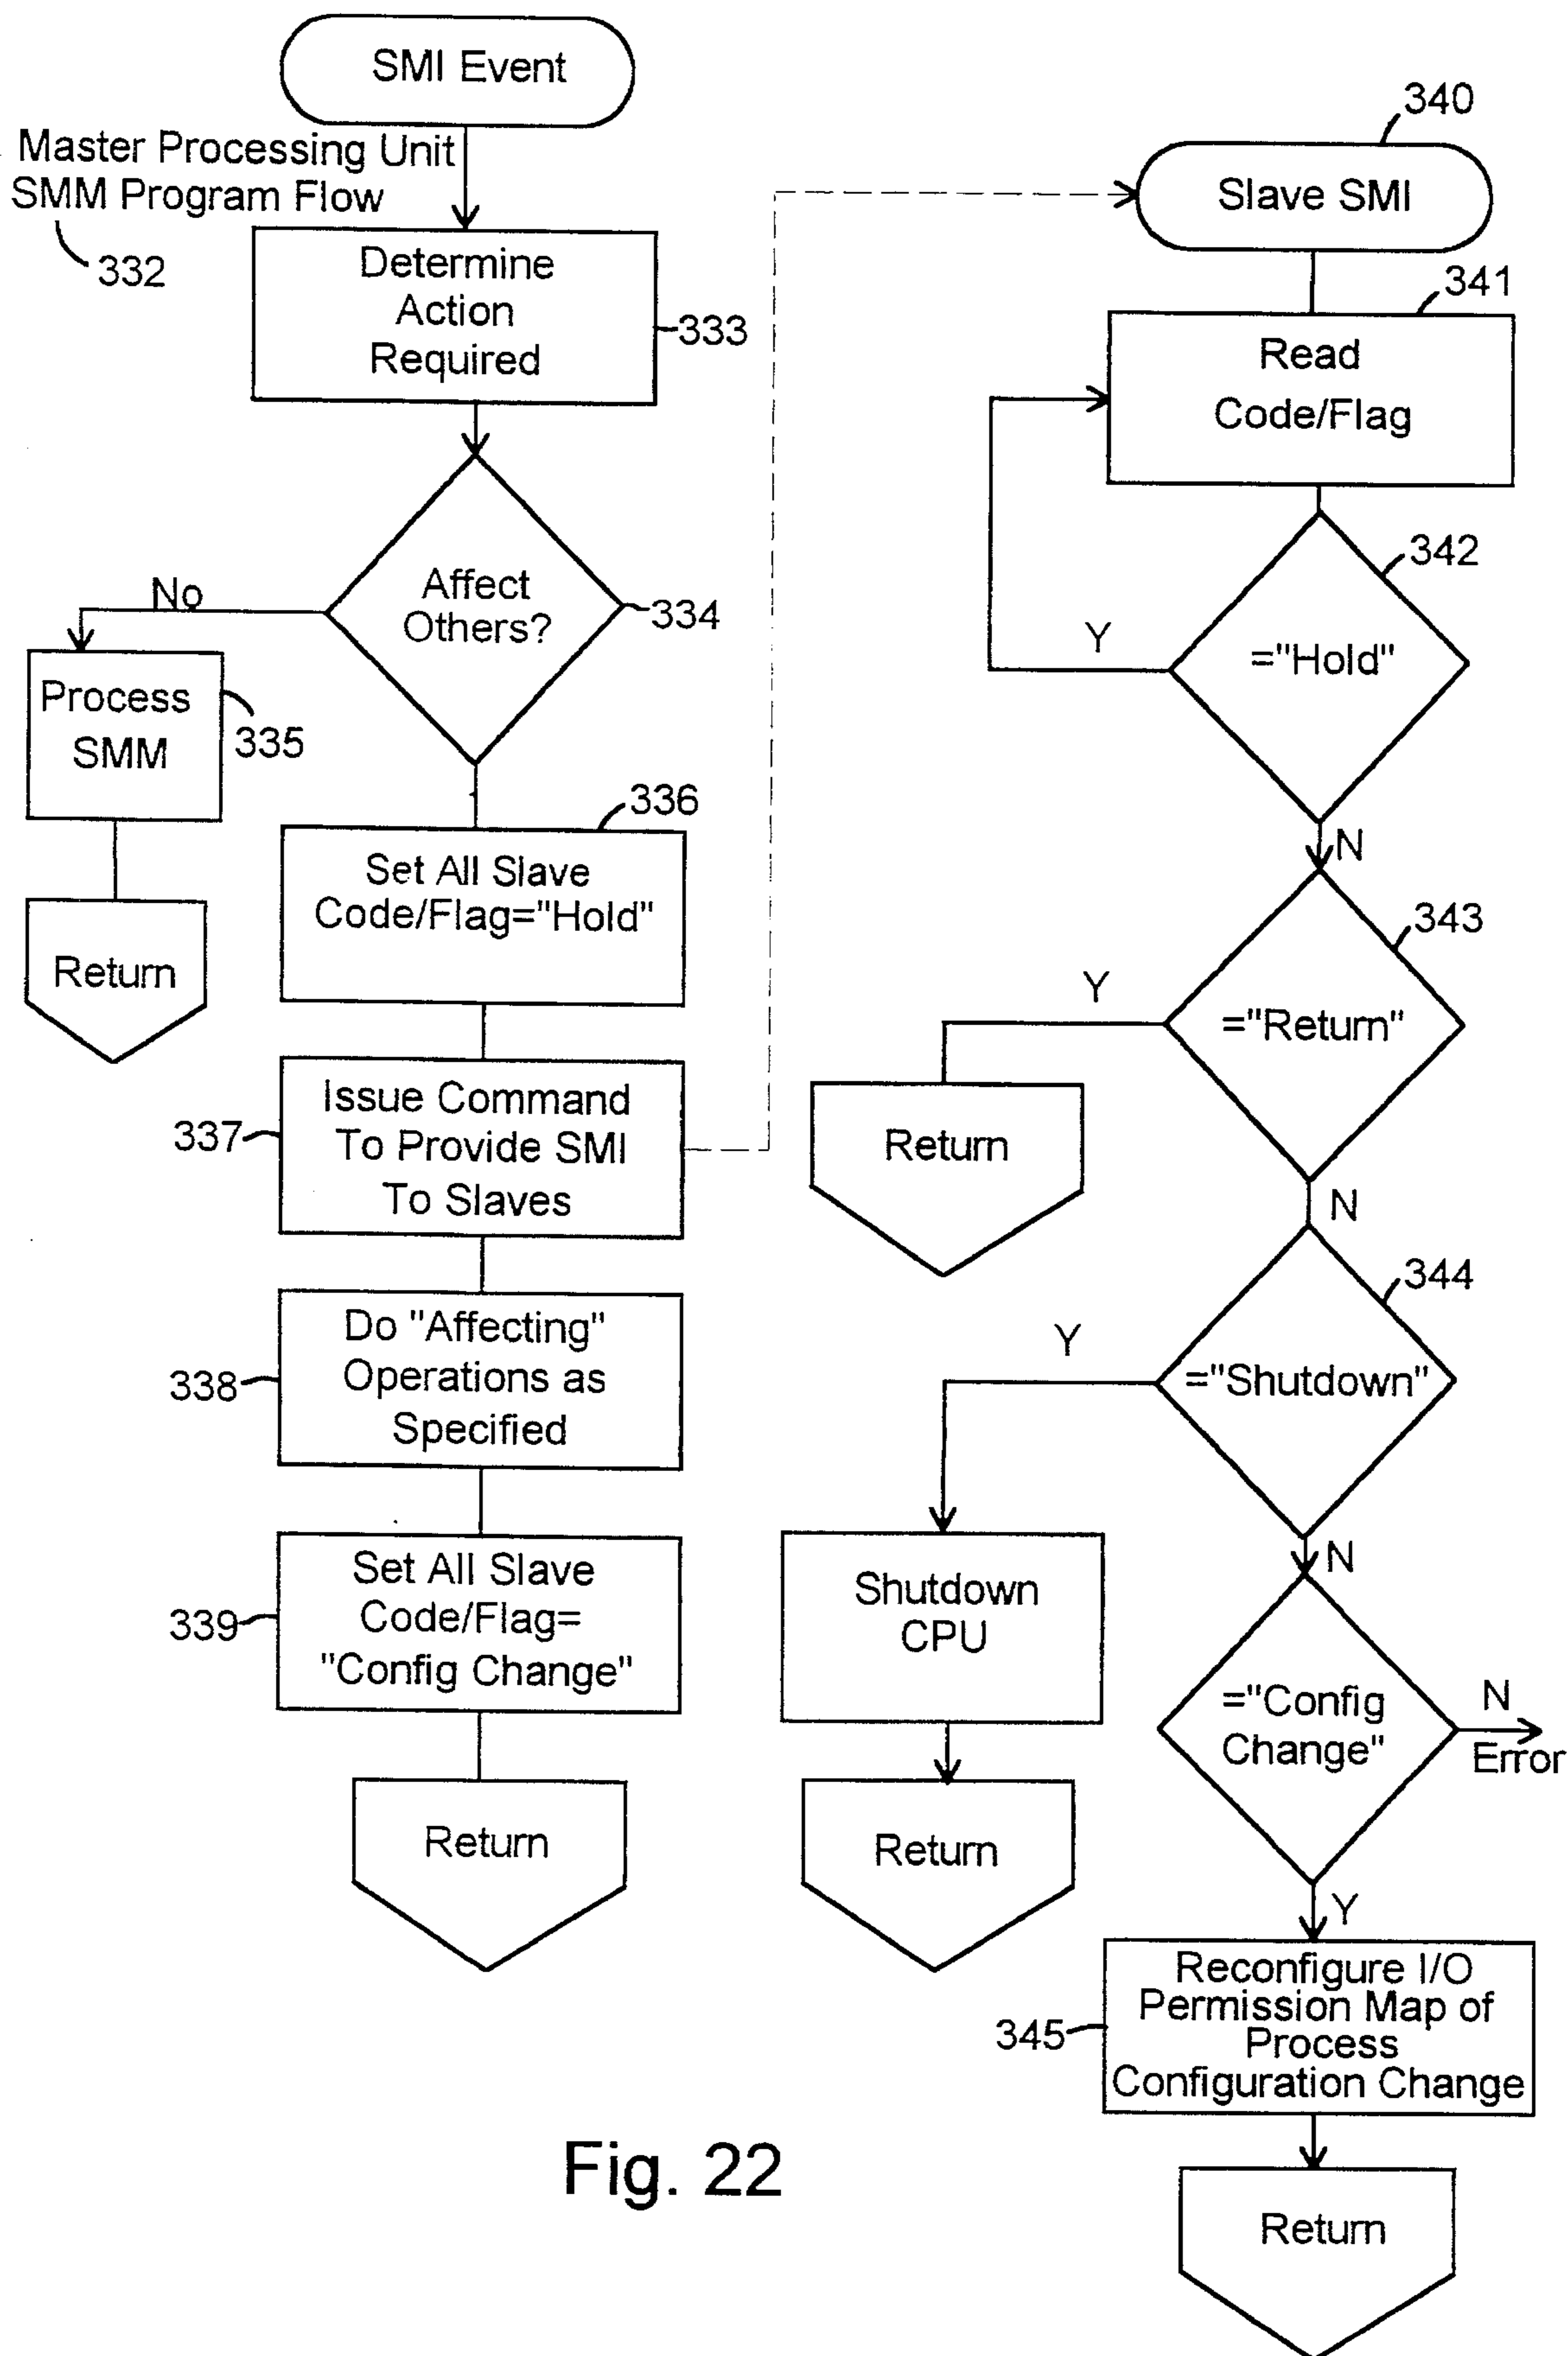 SMI Event
Master Processing Unit
SMM Program Flow
332
Determine
Action
Required
333
Affect
Others?
334
No
Process
SMM
335
Return
336
Set All Slave
Code/Flag="Hold"
337
Issue Command
To Provide SMI
To Slaves
338
Do "Affecting"
Operations as
Specified
339
Set All Slave
Code/Flag=
"Config Change"
Return
340
Slave SMI
341
Read
Code/Flag
342
="Hold"
Y
N
343
="Return"
Y
Return
N
344
="Shutdown"
Y
Shutdown
CPU
Return
N
="Config
Change"
N
Error
Y
345
Reconfigure I/O
Permission Map of
Process
Configuration Change
Return
Fig. 22